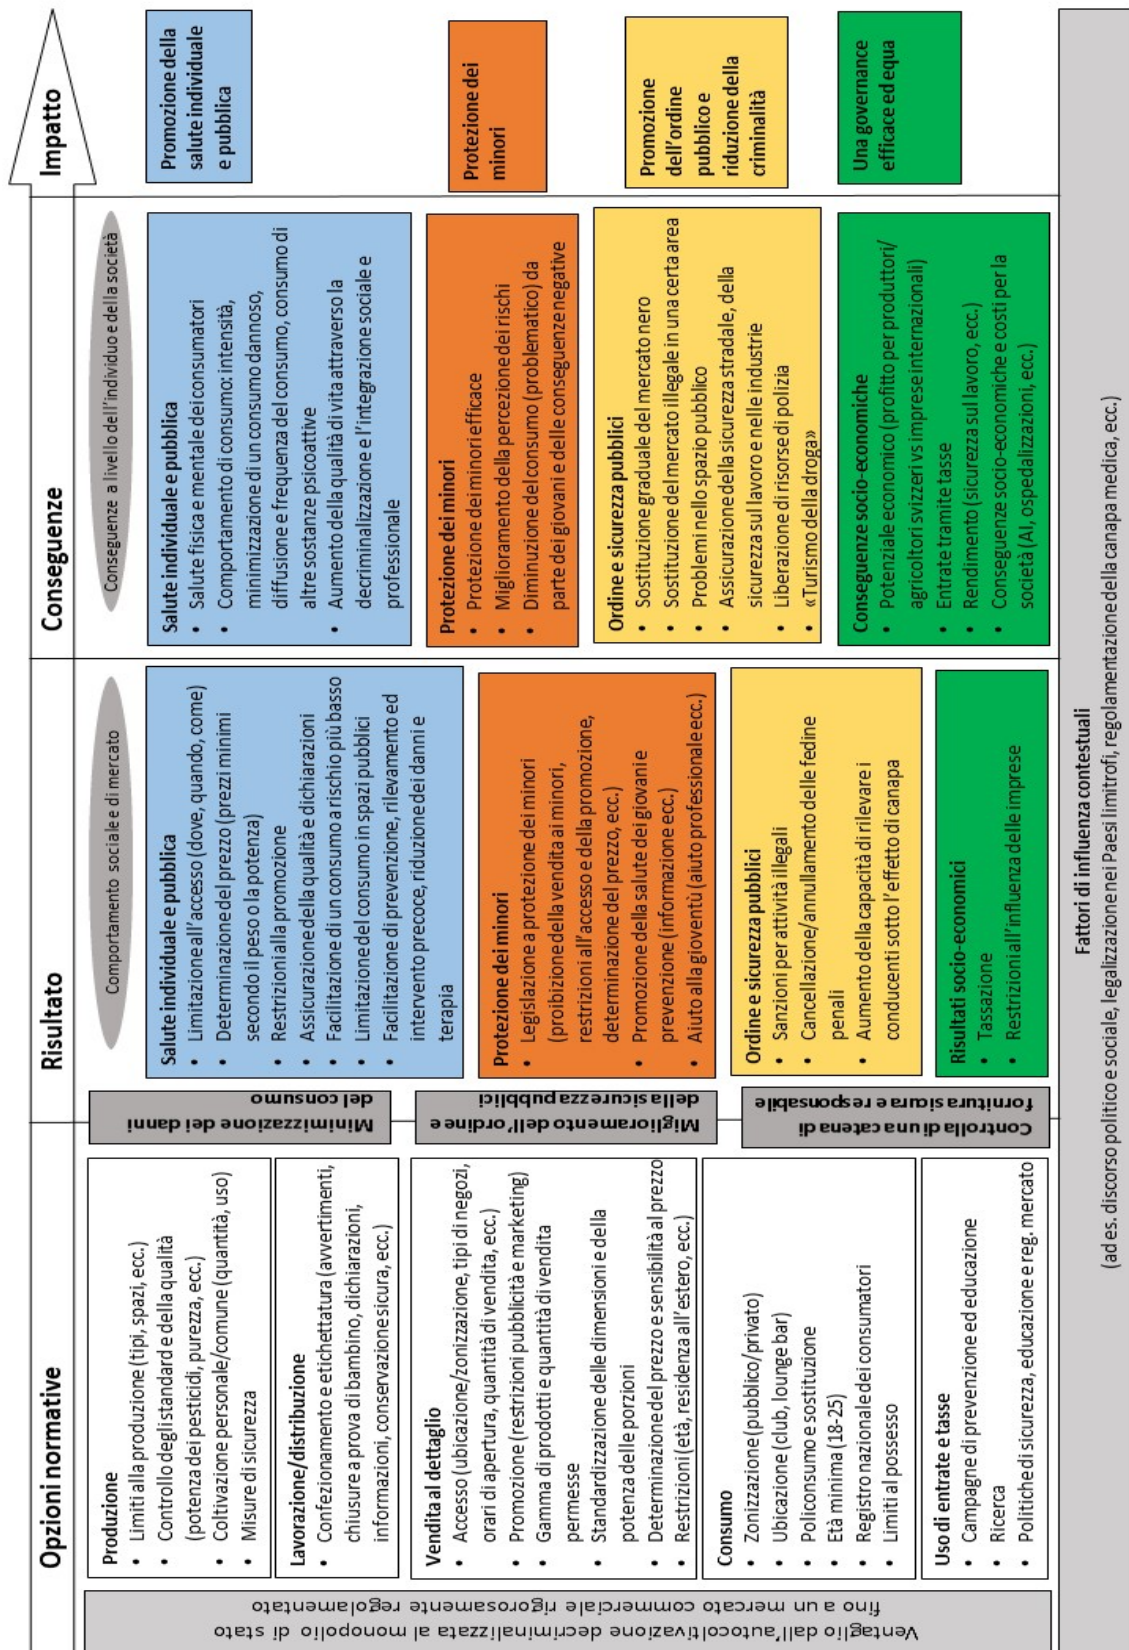 Opzioni normative
Risultato
Conseguenze
Impatto
Ventaglio dall'autocoltivazione decriminalizzata al monopolio di stato
fino a un mercato commerciale rigorosamente regolamentato
Produzione
• Limiti alla produzione (tipi, spazi, ecc.)
• Controllo degli standard e della qualità
(potenza dei pesticidi, purezza, ecc.)
• Coltivazione personale/comune (quantità, uso)
• Misure di sicurezza
Lavorazione/distribuzione
• Confezionamento e etichettatura (avvertimenti,
chiusure a prova di bambino, dichiarazioni,
informazioni, conservazione sicura, ecc.)
Vendita al dettaglio
• Accesso (ubicazione/zonizzazione, tipi di negozi,
orari di apertura, quantità di vendita, ecc.)
• Promozione (restrizioni pubblicità e marketing)
• Gamma di prodotti e quantità di vendita
permesse
• Standardizzazione delle dimensioni e della
potenza delle porzioni
• Determinazione del prezzo e sensibilità al prezzo
• Restrizioni (età, residenza all'estero, ecc.)
Consumo
• Zonizzazione (pubblico/privato)
• Ubicazione (club, lounge bar)
• Policonsumo e sostituzione
• Età minima (18a-25)
• Registro nazionale dei consumatori
• Limiti al possesso
Uso di entrate e tasse
• Campagne di prevenzione ed educazione
• Ricerca
• Politiche di sicurezza, educazione e reg. mercato
Minimizzazione dei danni
del consumo
Miglioramento dell'ordine e
della sicurezza pubblici
Controlla di una catena di
fornitura sicura e responsabile
Comportamento sociale e di mercato
Salute individuale e pubblica
• Limitazione all'accesso (dove, quando, come)
• Determinazione del prezzo (prezzi minimi
secondo il peso o la potenza)
• Restrizioni alla promozione
• Assicurazione della qualità e dichiarazioni
• Facilitazione di un consumo a rischio più basso
• Limitazione del consumo in spazi pubblici
• Facilitazione di prevenzione, rilevamento ed
intervento precoce, riduzione dei danni e
terapia
Protezione dei minori
• Legislazione a protezione dei minori
(proibizione della vendita ai minori,
restrizioni all'accesso e della promozione,
determinazione del prezzo, ecc.)
• Promozione della salute dei giovani e
prevenzione (informazione ecc.)
• Aiuto alla gioventù (aiuto professionale ecc.)
Ordine e sicurezza pubblici
• Sanzioni per attività illegali
• Cancellazione/annullamento delle fedine
penali
• Aumento della capacità di rilevare i
conducenti sotto l'effetto di canapa
Risultati socio-economici
• Tassazione
• Restrizioni all'influenza delle imprese
Conseguenze a livello dell'individuo e della società
Salute individuale e pubblica
• Salute fisica e mentale dei consumatori
• Comportamento di consumo: intensità,
minimizzazione di un consumo dannoso,
diffusione e frequenza del consumo, consumo di
altre sostanze psicoattive
• Aumento della qualità di vita attraverso la
decriminalizzazione e l'integrazione sociale e
professionale
Protezione dei minori
• Protezione dei minori efficace
• Miglioramento della percezione dei rischi
• Diminuzione del consumo (problematico) da
parte dei giovani e delle conseguenze negative
Ordine e sicurezza pubblici
• Sostituzione graduale del mercato nero
• Sostituzione del mercato illegale in una certa area
• Problemi nello spazio pubblico
• Assicurazione della sicurezza stradale, della
sicurezza sul lavoro e nelle industrie
• Liberazione di risorse di polizia
• «Turismo della droga»
Conseguenze socio-economiche
• Potenziale economico (profitto per produttori/
agricoltori svizzeri vs imprese internazionali)
• Entrate tramite tasse
• Rendimento (sicurezza sul lavoro, ecc.)
• Conseguenze socio-economiche e costi per la
società (AI, ospedalizzazioni, ecc.)
Promozione della
salute individuale
e pubblica
Protezione dei
minori
Promozione
dell'ordine
pubblico e
riduzione della
criminalità
Una governance
efficace ed equa
Fattori di influenza contestuali
(ad es. discorso politico e sociale, legalizzazione nei Paesi limitrofi, regolamentazione della canapa medica, ecc.)